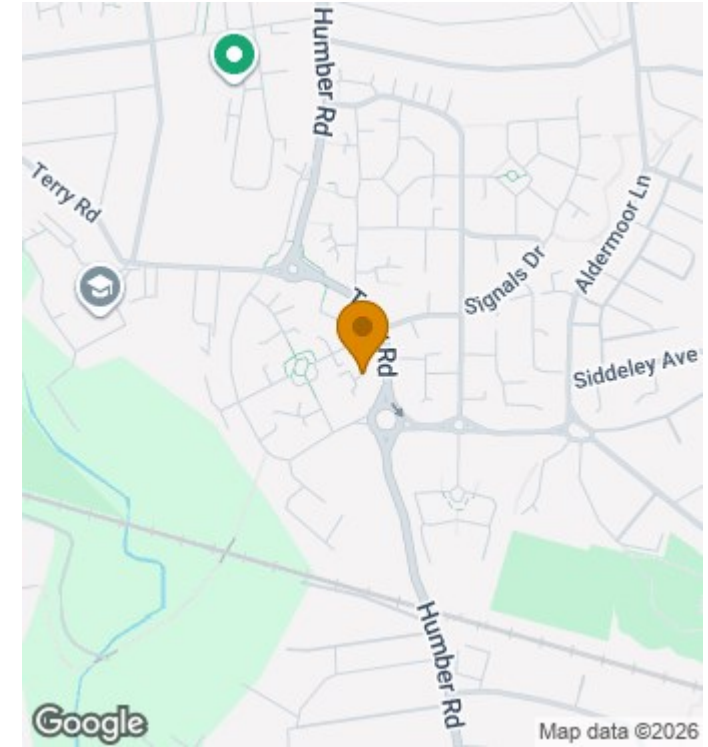 Humber Rd
Terry Rd
Aldermoor Ln
Signals Dr
Rd
Siddeley Ave
Humber Rd
Google
Map data ©2026